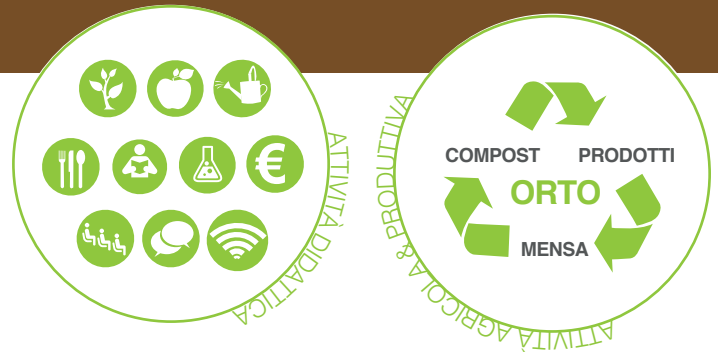 ATTIVITÀ DIDATTICA
€
ATTIVITÀ AGRICOLA & PRODUTTIVA
COMPOST PRODOTTI
ORTO
MENSA